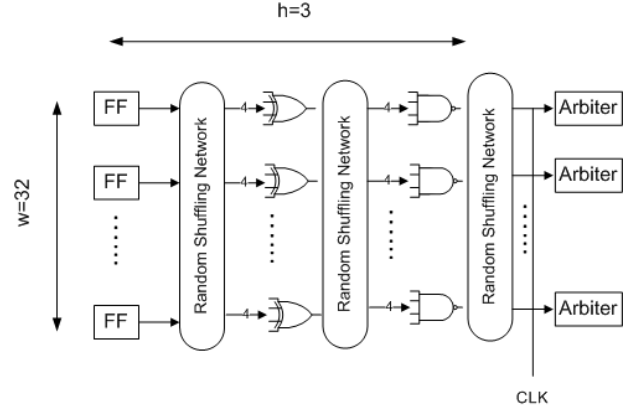 h=3
w=32
FF
Random Shuffling Network
4
Random Shuffling Network
4
Random Shuffling Network
Arbiter
FF
4
4
Arbiter
FF
4
4
Arbiter
CLK